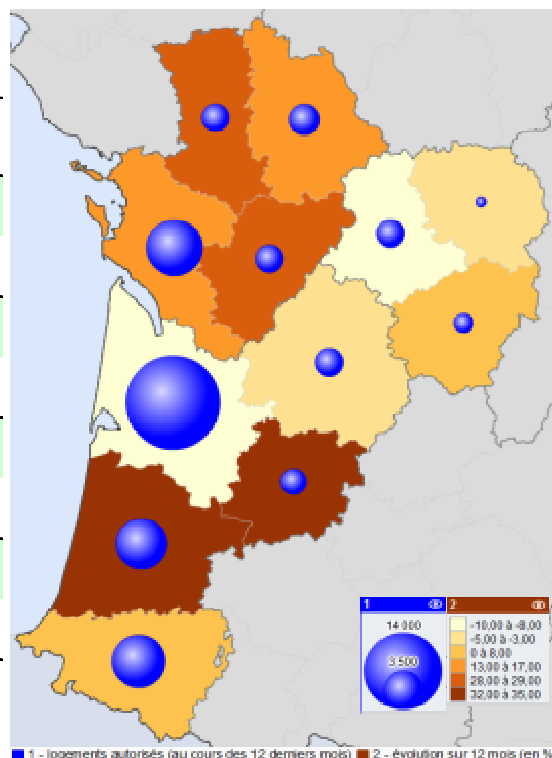 1 2
14 000
3 500
-10,00 à -8,00
-5,00 à -3,00
0 à 8,00
13,00 à 17,00
28,00 à 29,00
32,00 à 35,00
1 - logements autorisés (au cours des 12 derniers mois) 2 - évolution sur 12 mois (en %